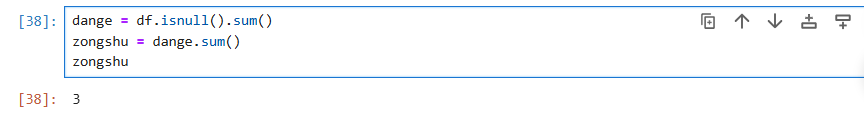 [38]: dange = df.isnull().sum()
zongshu = dange.sum()
zongshu
[38]: 3